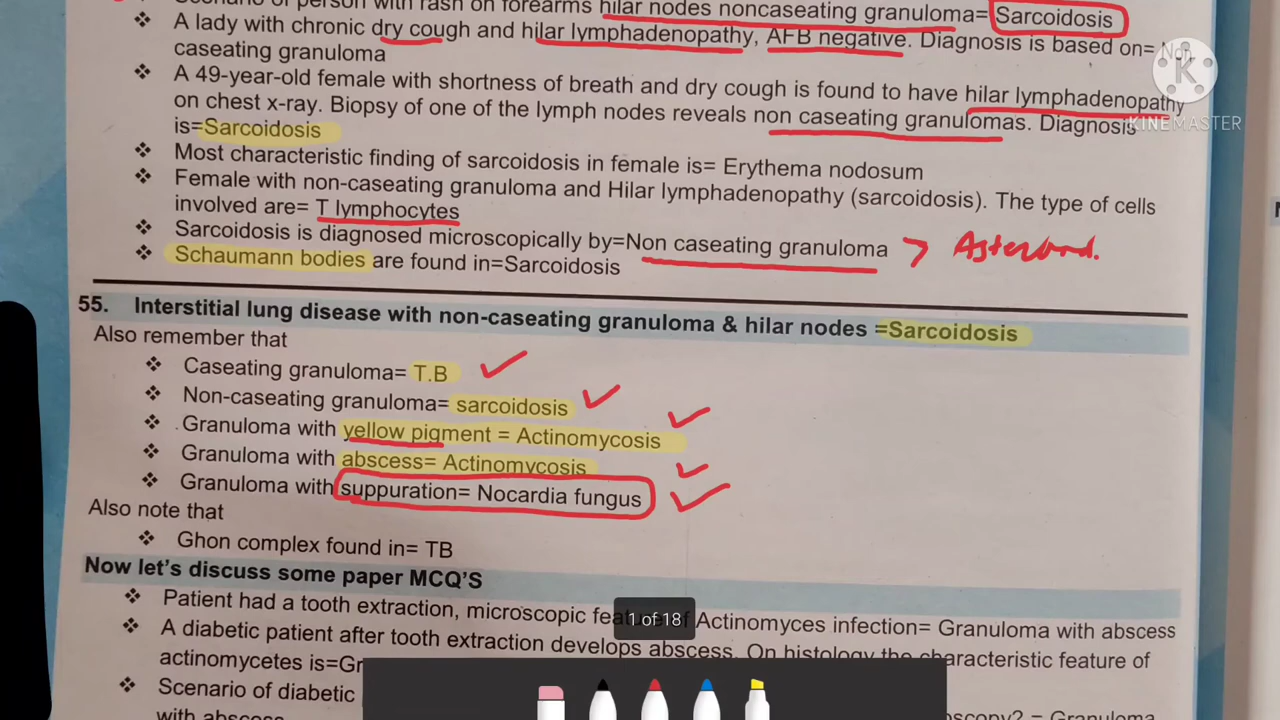 Scenario of person with rash on forearms hilar nodes noncaseating granuloma= Sarcoidosis
❖ A lady with chronic dry cough and hilar lymphadenopathy, AFB negative. Diagnosis is based on= Non
caseating granuloma
❖ A 49-year-old female with shortness of breath and dry cough is found to have hilar lymphadenopathy
on chest x-ray. Biopsy of one of the lymph nodes reveals non caseating granulomas. Diagnosis
is=Sarcoidosis
K
KINEMASTER
❖ Most characteristic finding of sarcoidosis in female is= Erythema nodosum
❖ Female with non-caseating granuloma and Hilar lymphadenopathy (sarcoidosis). The type of cells
involved are= T lymphocytes
❖ Sarcoidosis is diagnosed microscopically by=Non caseating granuloma
❖ Schaumann bodies are found in=Sarcoidosis
55. Interstitial lung disease with non-caseating granuloma & hilar nodes =Sarcoidosis
Also remember that
❖ Caseating granuloma= T.B
❖ Non-caseating granuloma= sarcoidosis
❖ Granuloma with yellow pigment = Actinomycosis
❖ Granuloma with abscess= Actinomycosis
❖ Granuloma with suppuration= Nocardia fungus
Also note that
❖ Ghon complex found in= TB
Now let's discuss some paper MCQ'S
❖ Patient had a tooth extraction, microscopic feature of Actinomyces infection= Granuloma with abscess
1 of 18
❖ A diabetic patient after tooth extraction develops abscess. On histology the characteristic feature of
actinomycetes is=Gr
❖ Scenario of diabetic
with abscess